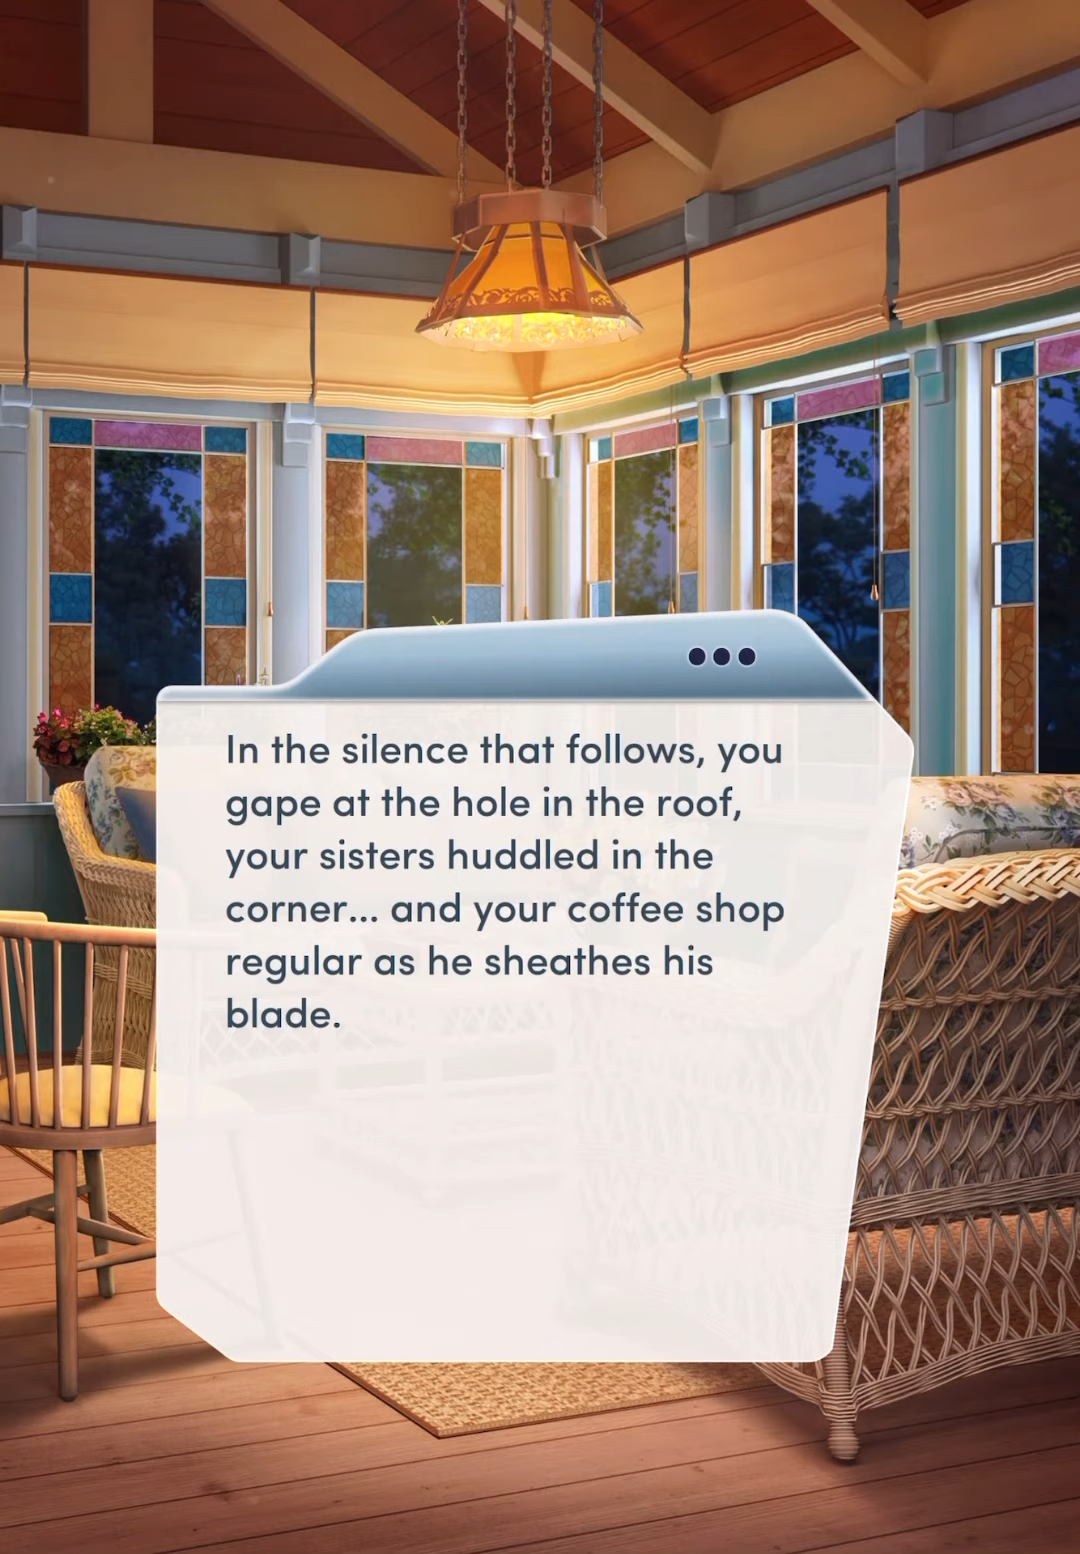 In the silence that follows, you
gape at the hole in the roof,
your sisters huddled in the
corner... and your coffee shop
regular as he sheathes his
blade.